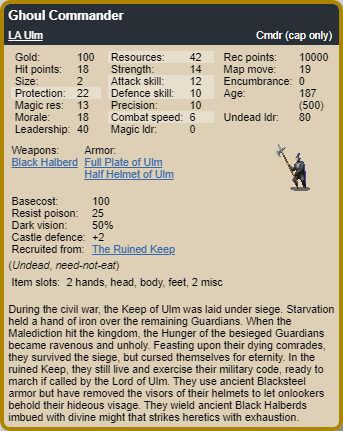 Ghoul Commander
LA Ulm Cmdr (cap only)
Gold: 100 Resources: 42 Rec points: 10000
Hit points: 18 Strength: 14 Map move: 19
Size: 2 Attack skill: 12 Encumbrance: 0
Protection: 22 Defence skill: 10 Age: 187
Magic res: 13 Precision: 10 (500)
Morale: 18 Combat speed: 6 Undead ldr: 80
Leadership: 40 Magic ldr: 0
Weapons: Armor:
Black Halberd Full Plate of Ulm
Half Helmet of Ulm
Basecost: 100
Resist poison: 25
Dark vision: 50%
Castle defence: +2
Recruited from: The Ruined Keep
(Undead, need-not-eat)
Item slots: 2 hands, head, body, feet, 2 misc
During the civil war, the Keep of Ulm was laid under siege. Starvation
held a hand of iron over the remaining Guardians. When the
Malediction hit the kingdom, the Hunger of the besieged Guardians
became ravenous and unholy. Feasting upon their dying comrades,
they survived the siege, but cursed themselves for eternity. In the
ruined Keep, they still live and exercise their military code, ready to
march if called by the Lord of Ulm. They use ancient Blacksteel
armor but have removed the visors of their helmets to let onlookers
behold their hideous visage. They wield ancient Black Halberds
imbued with divine might that strikes heretics with exhaustion.